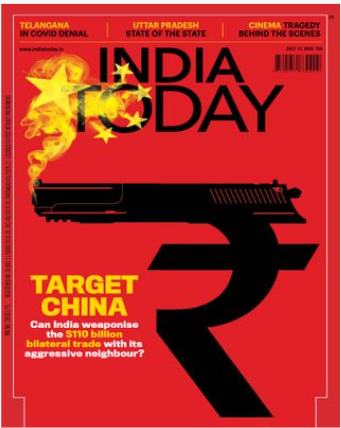 TELANGANA
IN COVID DENIAL
UTTAR PRADESH
STATE OF THE STATE
CINEMA TRAGEDY
BEHIND THE SCENES
www.indiatoday.in
INDIA
TODAY
TARGET
CHINA
Can India weaponise
the $110 billion
bilateral trade with its
aggressive neighbour?